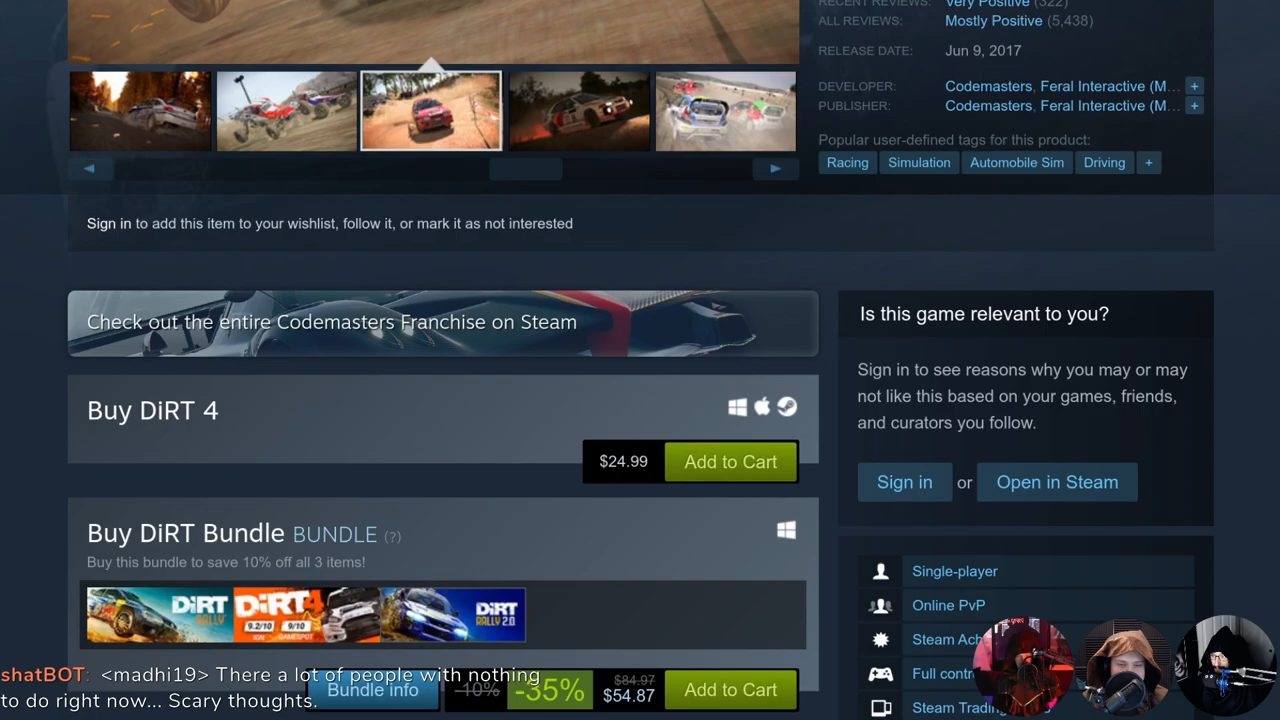 RECENT REVIEWS: Very Positive (322)
ALL REVIEWS: Mostly Positive (5,438)
RELEASE DATE: Jun 9, 2017
DEVELOPER: Codemasters, Feral Interactive (M… +
PUBLISHER: Codemasters, Feral Interactive (M… +
Popular user-defined tags for this product:
Racing Simulation Automobile Sim Driving +
Sign in to add this item to your wishlist, follow it, or mark it as not interested
Check out the entire Codemasters Franchise on Steam
Buy DiRT 4
$24.99 Add to Cart
Buy DiRT Bundle BUNDLE (?)
Buy this bundle to save 10% off all 3 items!
DiRT RALLY
DiRT 4
9.2/10 IGN 9/10 GAMESPOT
DiRT RALLY 2.0
Bundle info -10% -35% $84.97 $54.87 Add to Cart
Is this game relevant to you?
Sign in to see reasons why you may or may
not like this based on your games, friends,
and curators you follow.
Sign in or Open in Steam
Single-player
Online PvP
Steam Ach
Full contr
Steam Trading
shatBOT: <madhi19> There a lot of people with nothing
to do right now... Scary thoughts.